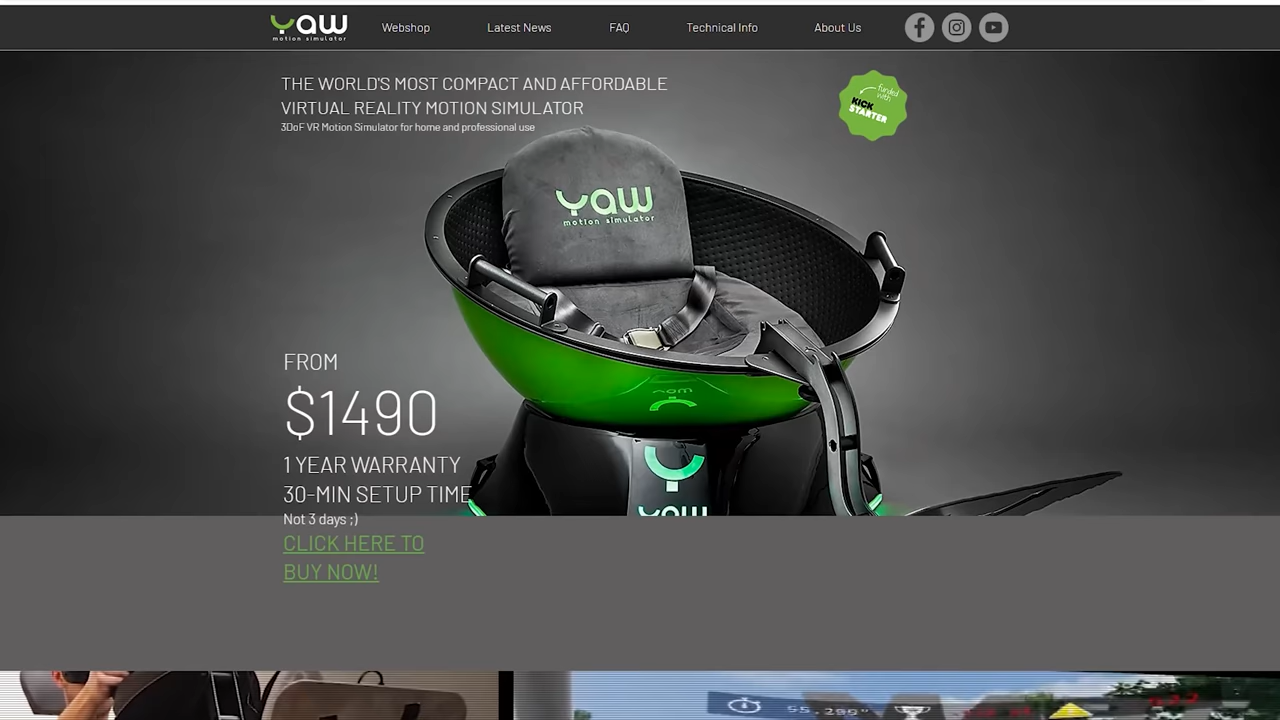 Yaw
motion simulator
Webshop
Latest News
FAQ
Technical Info
About Us
THE WORLD'S MOST COMPACT AND AFFORDABLE
VIRTUAL REALITY MOTION SIMULATOR
3DoF VR Motion Simulator for home and professional use
funded
with
KICK
STARTER
Yaw
motion simulator
FROM
$1490
1 YEAR WARRANTY
30-MIN SETUP TIME
Not 3 days ;)
CLICK HERE TO
BUY NOW!
Yaw